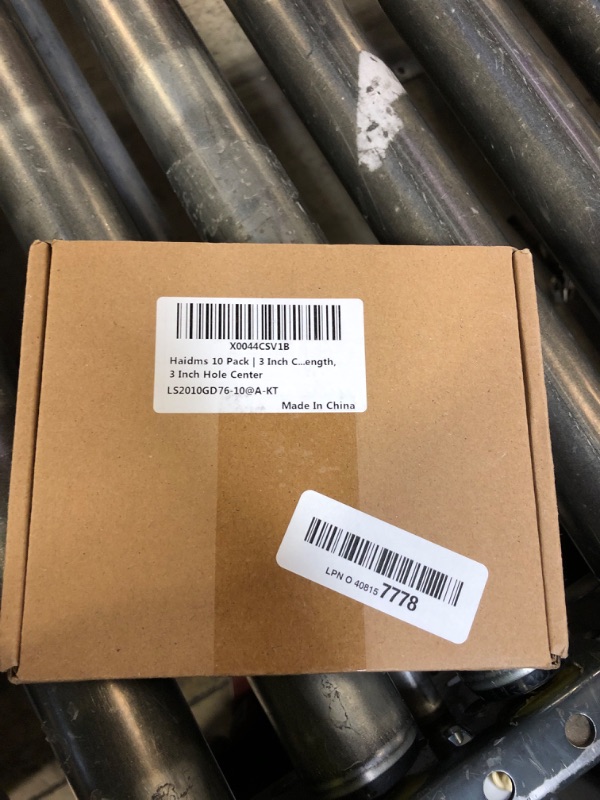 X0044CSV1B
Haidms 10 Pack | 3 Inch C...ength,
3 Inch Hole Center
LS2010GD76-10@A-KT
Made In China
LPN O 40815 7778